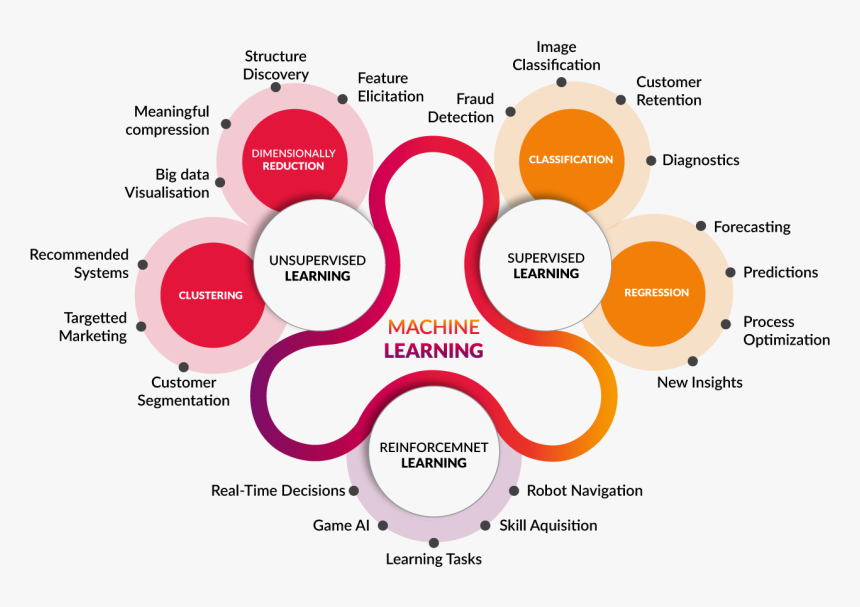 Structure
Discovery
Feature
Elicitation
Meaningful
compression
Big data
Visualisation
DIMENSIONALLY
REDUCTION
Recommended
Systems
Targetted
Marketing
Customer
Segmentation
CLUSTERING
UNSUPERVISED
LEARNING
Image
Classification
Customer
Retention
Fraud
Detection
Diagnostics
CLASSIFICATION
SUPERVISED
LEARNING
Forecasting
Predictions
Process
Optimization
New Insights
REGRESSION
MACHINE
LEARNING
REINFORCEMNET
LEARNING
Real-Time Decisions
Robot Navigation
Game AI
Skill Aquisition
Learning Tasks